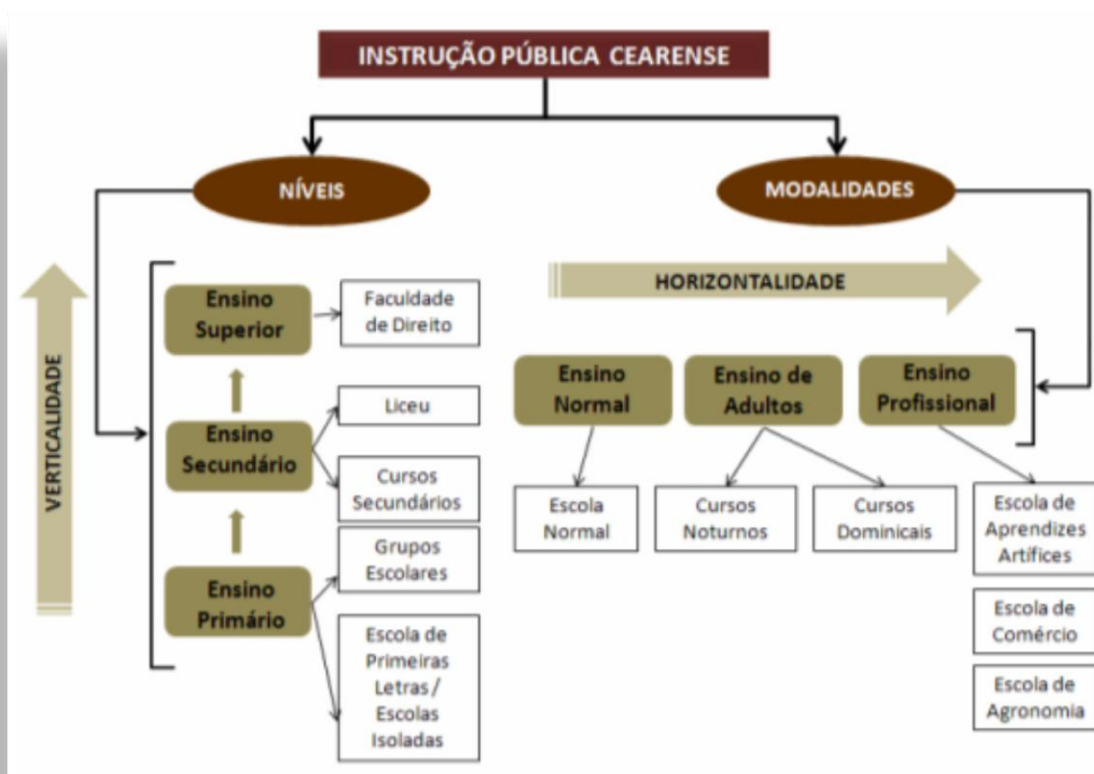 INSTRUÇÃO PÚBLICA CEARENSE
NÍVEIS
MODALIDADES
VERTICALIDADE
Ensino
Superior
Faculdade
de Direito
Ensino
Secundário
Liceu
Cursos
Secundários
Ensino
Primário
Grupos
Escolares
Escola de
Primeiras
Letras /
Escolas
Isoladas
HORIZONTALIDADE
Ensino
Normal
Escola
Normal
Ensino de
Adultos
Cursos
Noturnos
Cursos
Dominicais
Ensino
Profissional
Escola de
Aprendizes
Artífices
Escola de
Comércio
Escola de
Agronomia